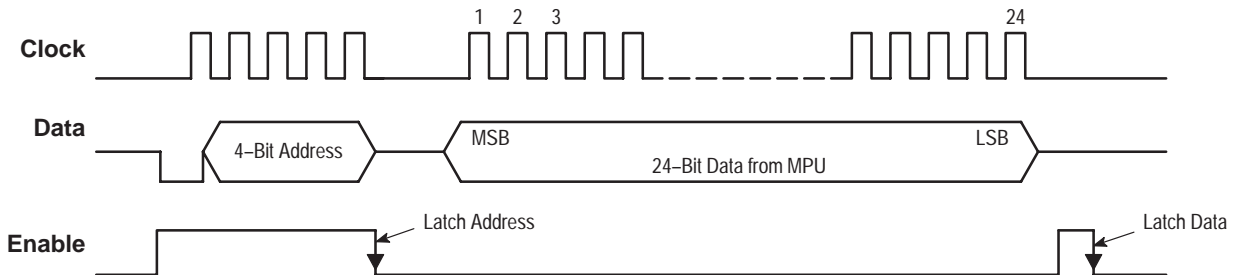 1 2 3 24
Clock
Data
4–Bit Address
MSB
LSB
24–Bit Data from MPU
Enable
Latch Address
Latch Data